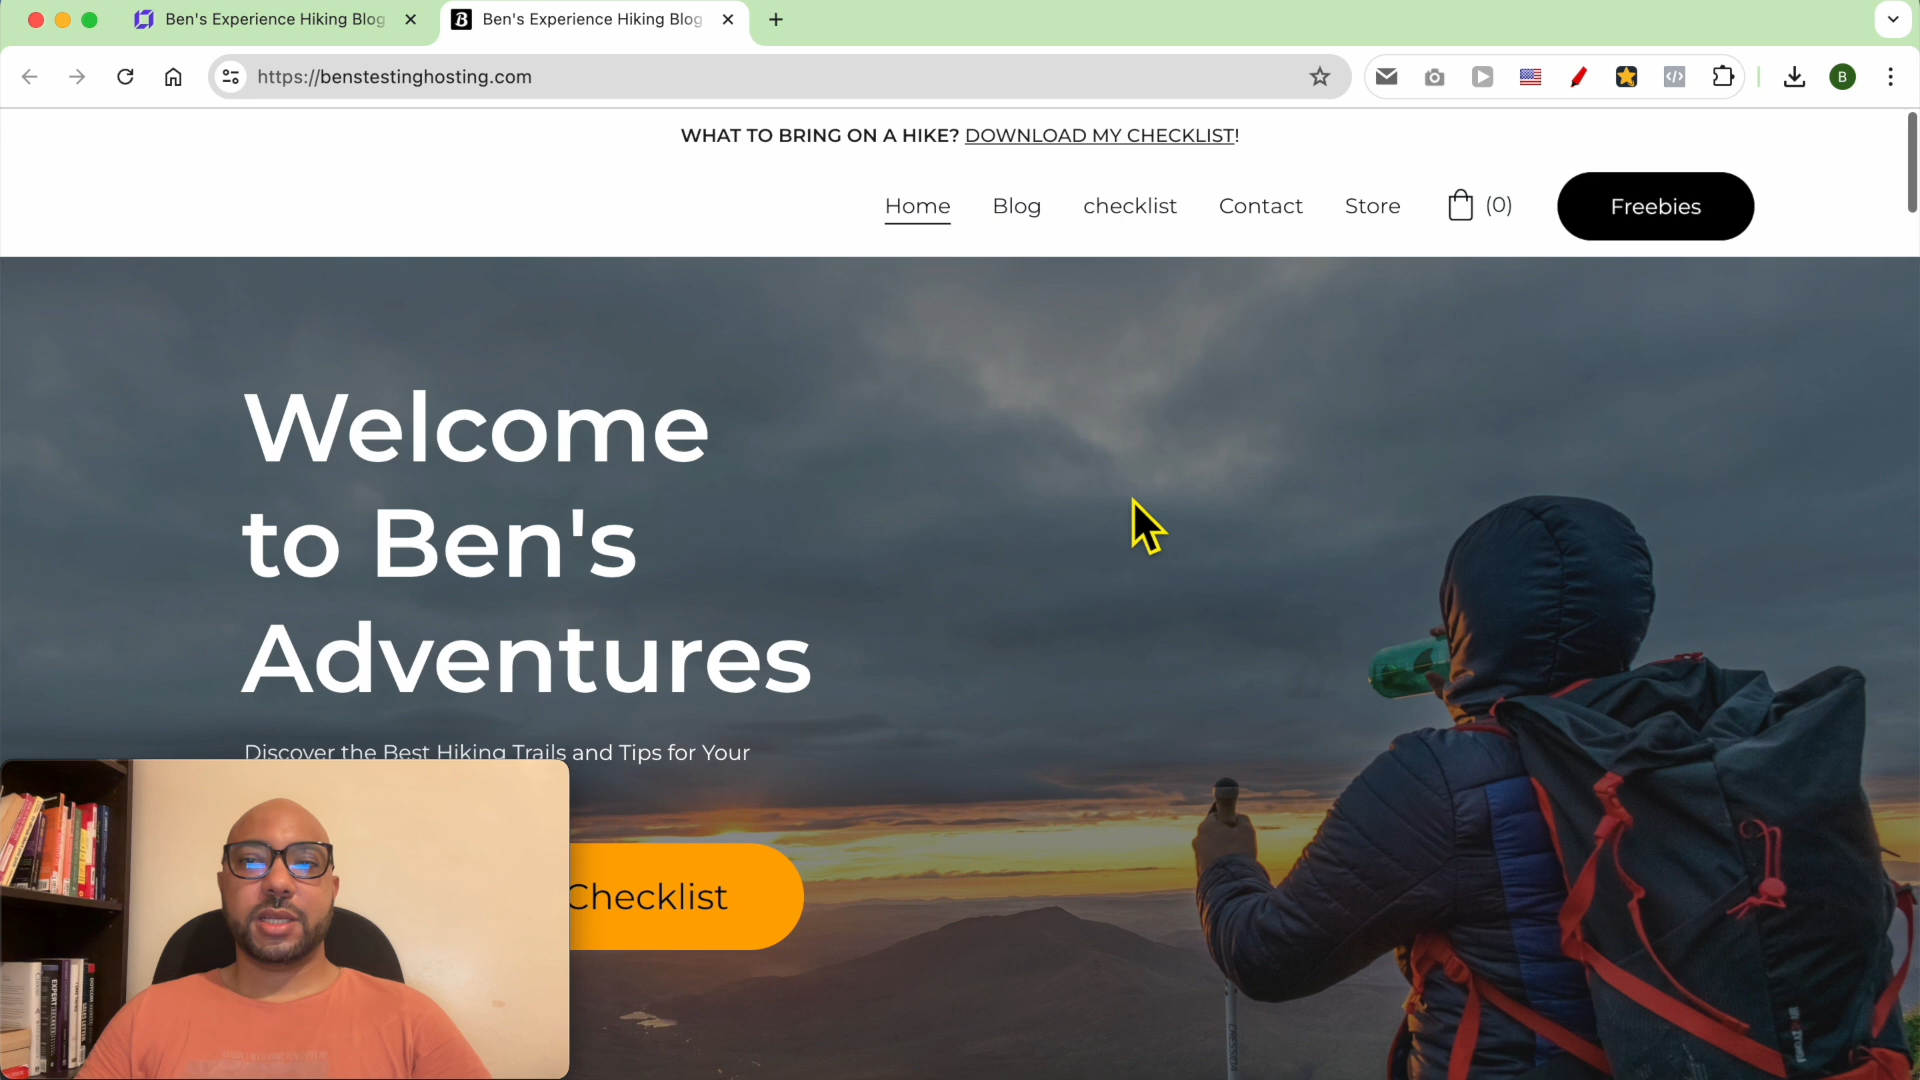 Ben's Experience Hiking Blog
Ben's Experience Hiking Blog
https://benstestinghosting.com
B
WHAT TO BRING ON A HIKE? DOWNLOAD MY CHECKLIST!
Home Blog checklist Contact Store (0) Freebies
Welcome
to Ben's
Adventures
Discover the Best Hiking Trails and Tips for Your
Checklist